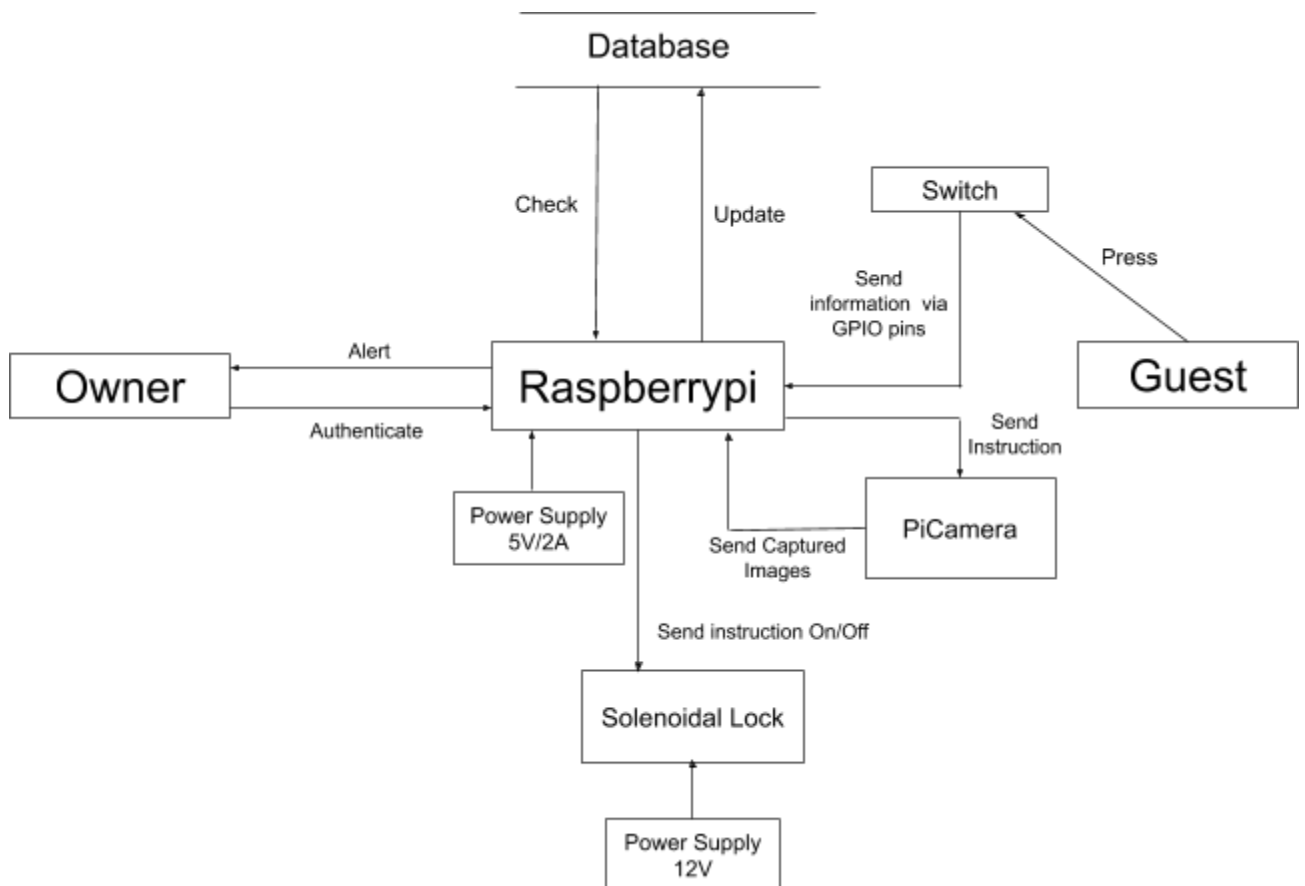 Database
Check
Update
Switch
Press
Send
information via
GPIO pins
Guest
Owner
Alert
Authenticate
Raspberrypi
Send
Instruction
Power Supply
5V/2A
PiCamera
Send Captured
Images
Send instruction On/Off
Solenoidal Lock
Power Supply
12V